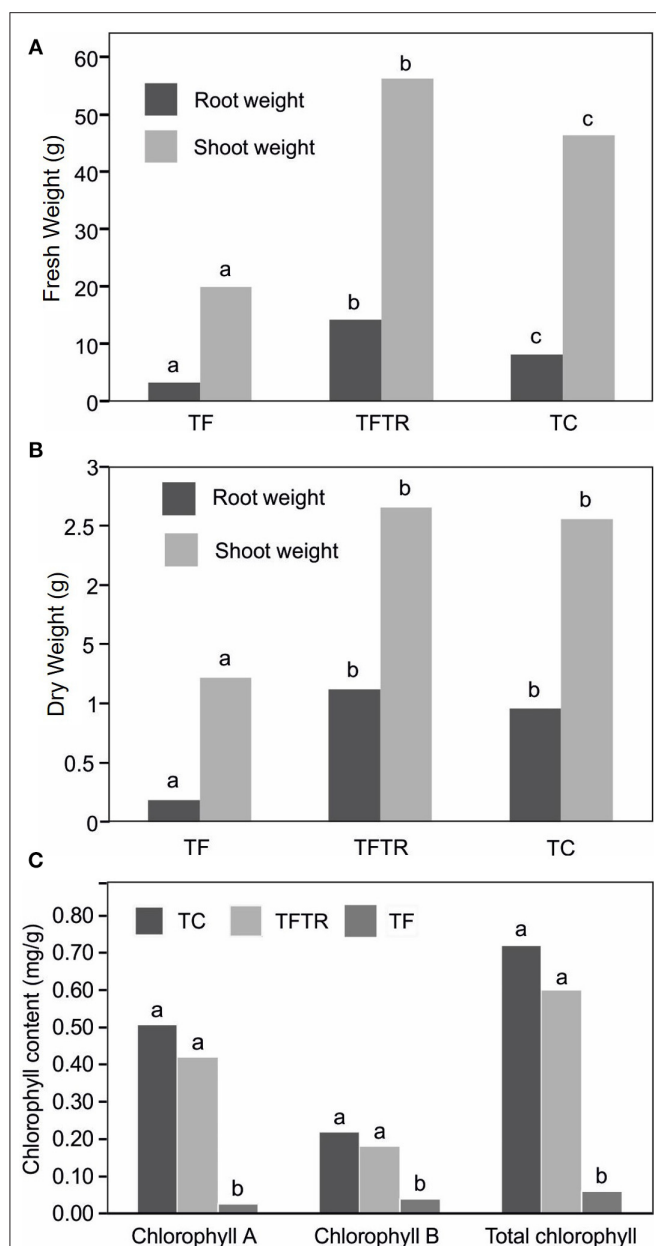 A
Fresh Weight (g)
60
50
40
30
20
10
0
Root weight
Shoot weight
a
a
b
b
c
c
TF TFTR TC
B
Dry Weight (g)
3
2.5
2
5
1
0.5
0
Root weight
Shoot weight
a
a
b
b
b
b
TF TFTR TC
C
Chlorophyll content (mg/g)
0.80
0.70
0.60
0.50
0.40
0.30
0.20
0.10
0.00
TC TFTR TF
a
a
b
a
a
b
a
a
b
Chlorophyll A Chlorophyll B Total chlorophyll